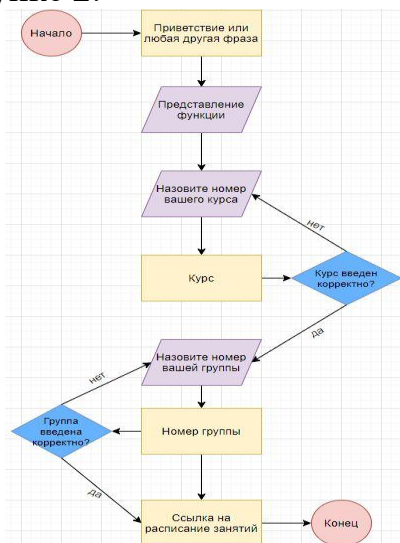 Начало
Приветствие или
любая другая фраза
Представление
функции
Назовите номер
вашего курса
нет
Курс
Курс введен
корректно?
да
Назовите номер
вашей группы
нет
Группа
введена
корректно?
Номер группы
да
Ссылка на
расписание занятий
Конец